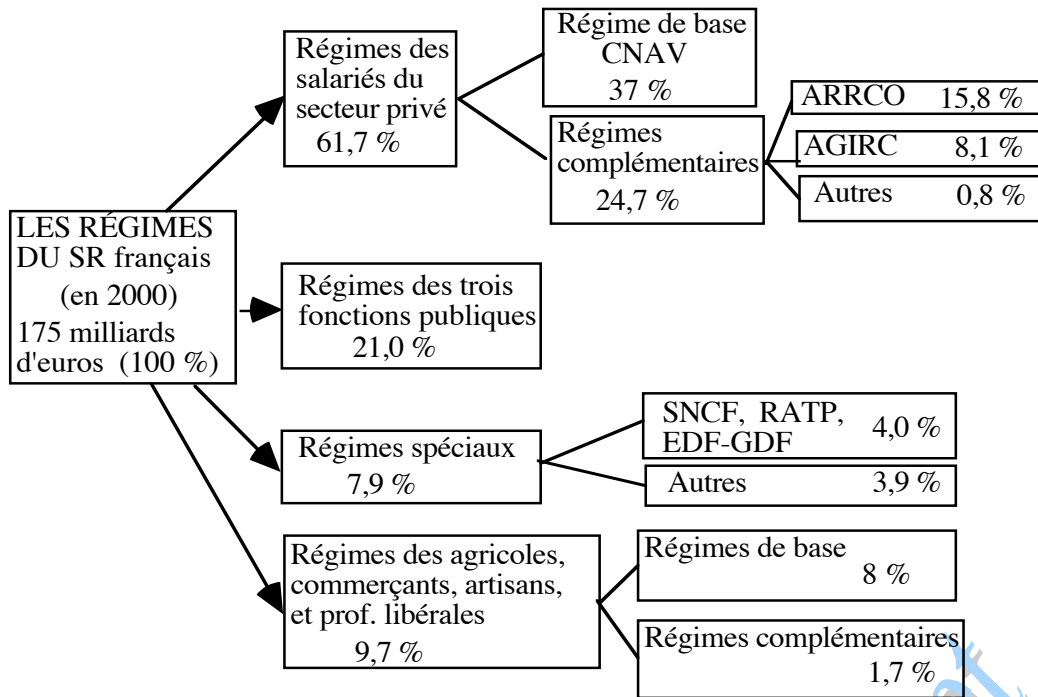 LES RÉGIMES
DU SR français
(en 2000)
175 milliards
d'euros (100 %)
Régimes des
salariés du
secteur privé
61,7 %
Régime de base
CNAV
37 %
Régimes
complémentaires
24,7 %
ARRCO 15,8 %
AGIRC 8,1 %
Autres 0,8 %
Régimes des trois
fonctions publiques
21,0 %
Régimes spéciaux
7,9 %
SNCF, RATP,
EDF-GDF 4,0 %
Autres 3,9 %
Régimes des agricoles,
commerçants, artisans,
et prof. libérales
9,7 %
Régimes de base
8 %
Régimes complémentaires
1,7 %